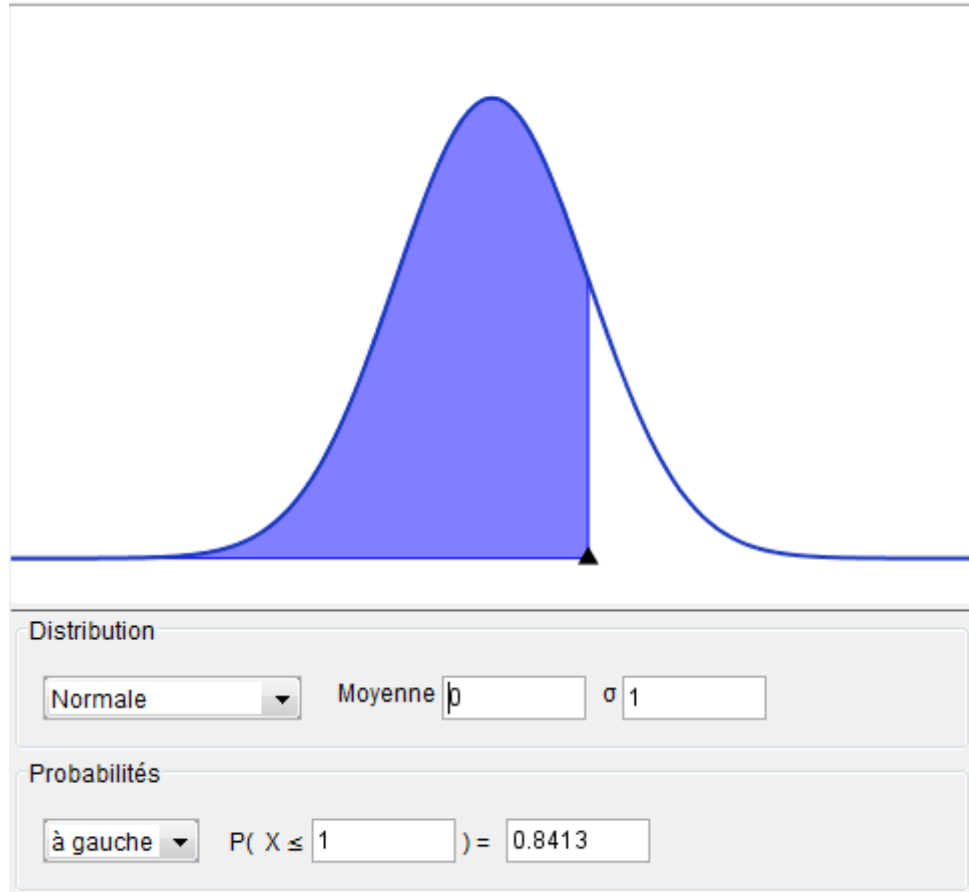 Distribution
Normale Moyenne 0 σ 1
Probabilités
à gauche P( X ≤ 1 ) = 0.8413